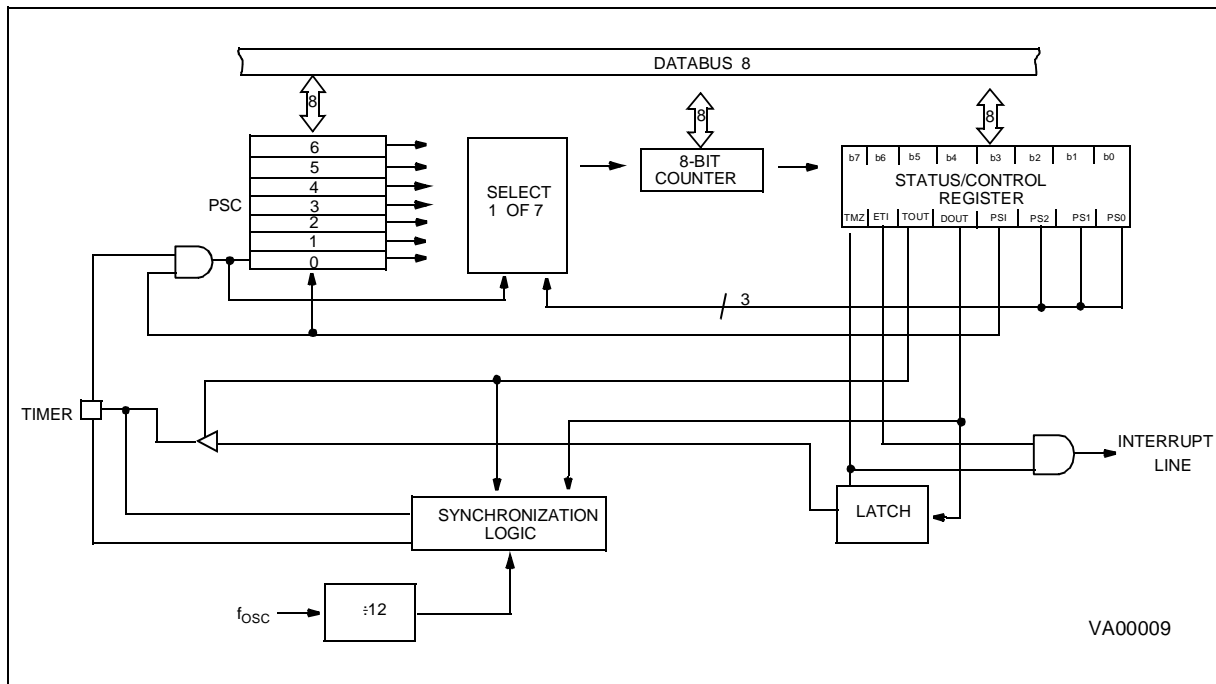 DATABUS 8
8
8
8
6
5
4
3
2
1
0
PSC
SELECT
1 OF 7
8-BIT
COUNTER
b7 b6 b5 b4 b3 b2 b1 b0
STATUS/CONTROL
REGISTER
TMZ ETI TOUT DOUT PSI PS2 PS1 PS0
3
TIMER
INTERRUPT
LINE
SYNCHRONIZATION
LOGIC
LATCH
fOSC
÷12
VA00009